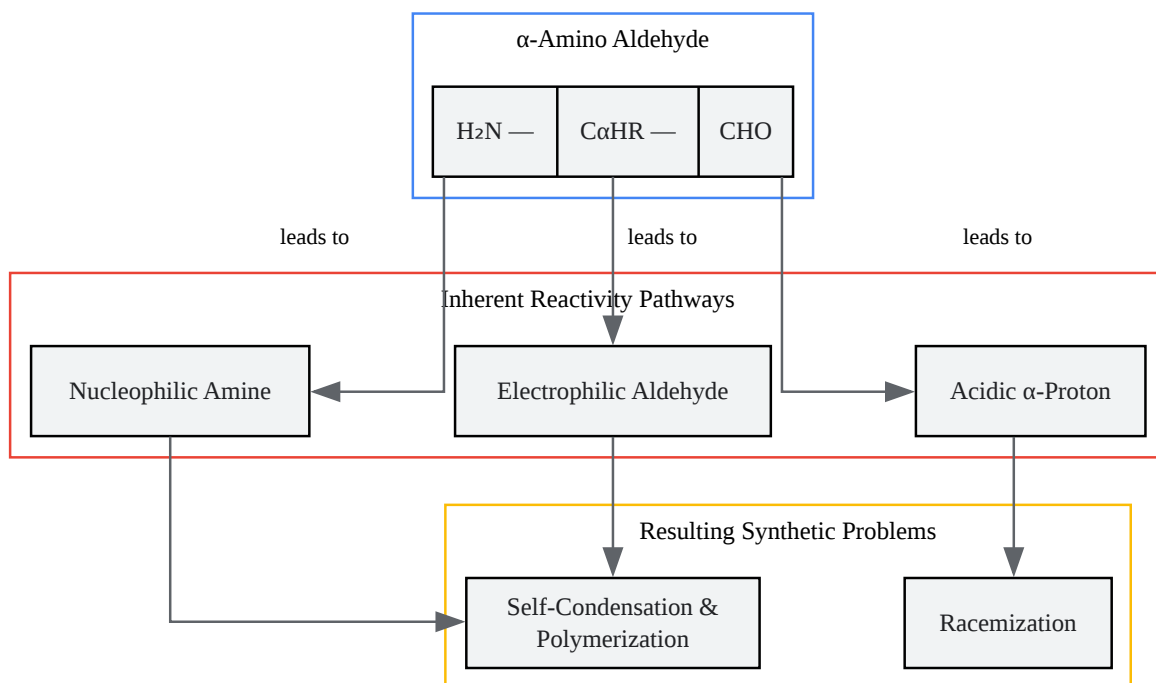 α-Amino Aldehyde
H₂N —
CαHR —
CHO
leads to
leads to
leads to
Inherent Reactivity Pathways
Nucleophilic Amine
Electrophilic Aldehyde
Acidic α-Proton
Resulting Synthetic Problems
Self-Condensation &
Polymerization
Racemization